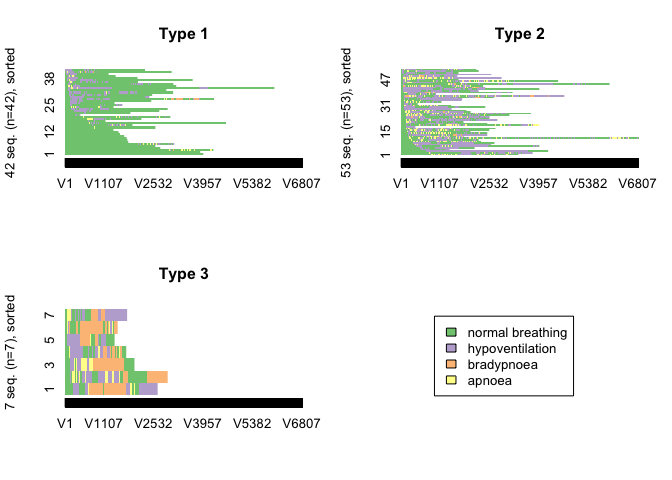 Type 1
42 seq. (n=42), sorted
38
25
12
1
V1 V1107 V2532 V3957 V5382 V6807
Type 2
53 seq. (n=53), sorted
47
31
15
1
V1 V1107 V2532 V3957 V5382 V6807
Type 3
7 seq. (n=7), sorted
7
5
3
1
V1 V1107 V2532 V3957 V5382 V6807
normal breathing
hypoventilation
bradypnoea
apnoea